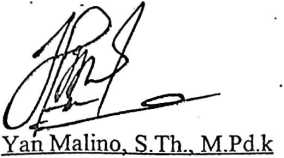 Yan Malino, S.Th., M.Pd.k